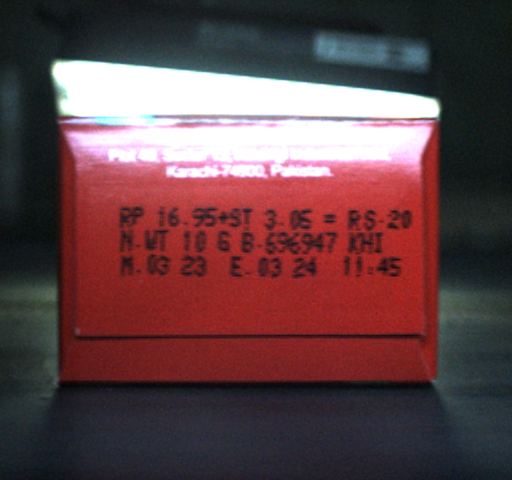 Karachi-74900, Pakistan.
RP 16.95+ST 3.05 = RS.20
N.WT 10 G B.696947 KHI
M.03 23 E.03 24 11:45